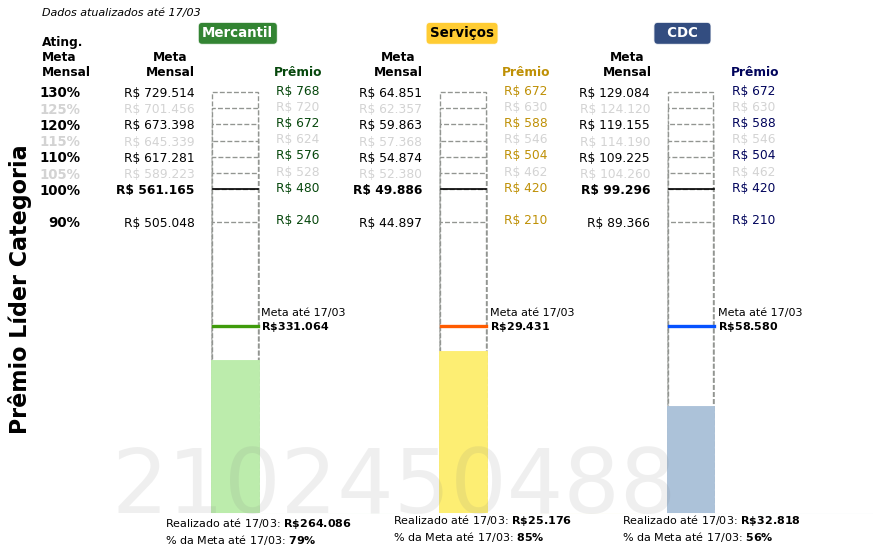 Dados atualizados até 17/03
Mercantil Serviços CDC
Ating.
Meta Meta Meta Meta
Mensal Mensal Prêmio Mensal Prêmio Mensal Prêmio
130% R$ 729.514 R$ 768 R$ 64.851 R$ 672 R$ 129.084 R$ 672
125% R$ 701.456 R$ 720 R$ 62.357 R$ 630 R$ 124.120 R$ 630
120% R$ 673.398 R$ 672 R$ 59.863 R$ 588 R$ 119.155 R$ 588
115% R$ 645.339 R$ 624 R$ 57.368 R$ 546 R$ 114.190 R$ 546
110% R$ 617.281 R$ 576 R$ 54.874 R$ 504 R$ 109.225 R$ 504
105% R$ 589.223 R$ 528 R$ 52.380 R$ 462 R$ 104.260 R$ 462
100% R$ 561.165 R$ 480 R$ 49.886 R$ 420 R$ 99.296 R$ 420
90% R$ 505.048 R$ 240 R$ 44.897 R$ 210 R$ 89.366 R$ 210
Prêmio Líder Categoria
Meta até 17/03 Meta até 17/03 Meta até 17/03
R$331.064 R$29.431 R$58.580
2102450488
Realizado até 17/03: R$264.086 Realizado até 17/03: R$25.176 Realizado até 17/03: R$32.818
% da Meta até 17/03: 79% % da Meta até 17/03: 85% % da Meta até 17/03: 56%